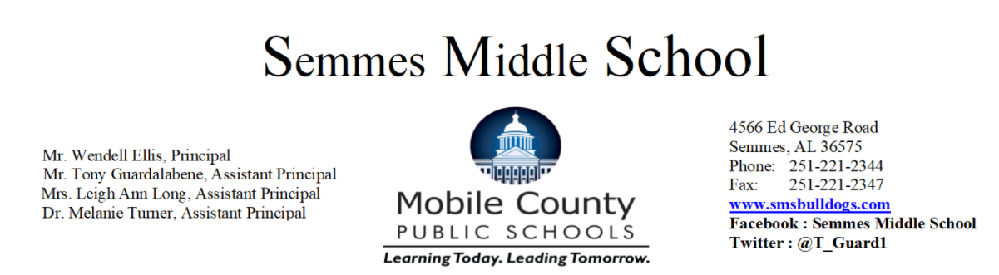 Semmes Middle School
Mr. Wendell Ellis, Principal
Mr. Tony Guardalabene, Assistant Principal
Mrs. Leigh Ann Long, Assistant Principal
Dr. Melanie Turner, Assistant Principal
Mobile County
PUBLIC SCHOOLS
Learning Today. Leading Tomorrow.
4566 Ed George Road
Semmes, AL 36575
Phone: 251-221-2344
Fax: 251-221-2347
www.smsbulldogs.com
Facebook : Semmes Middle School
Twitter : @T_Guard1